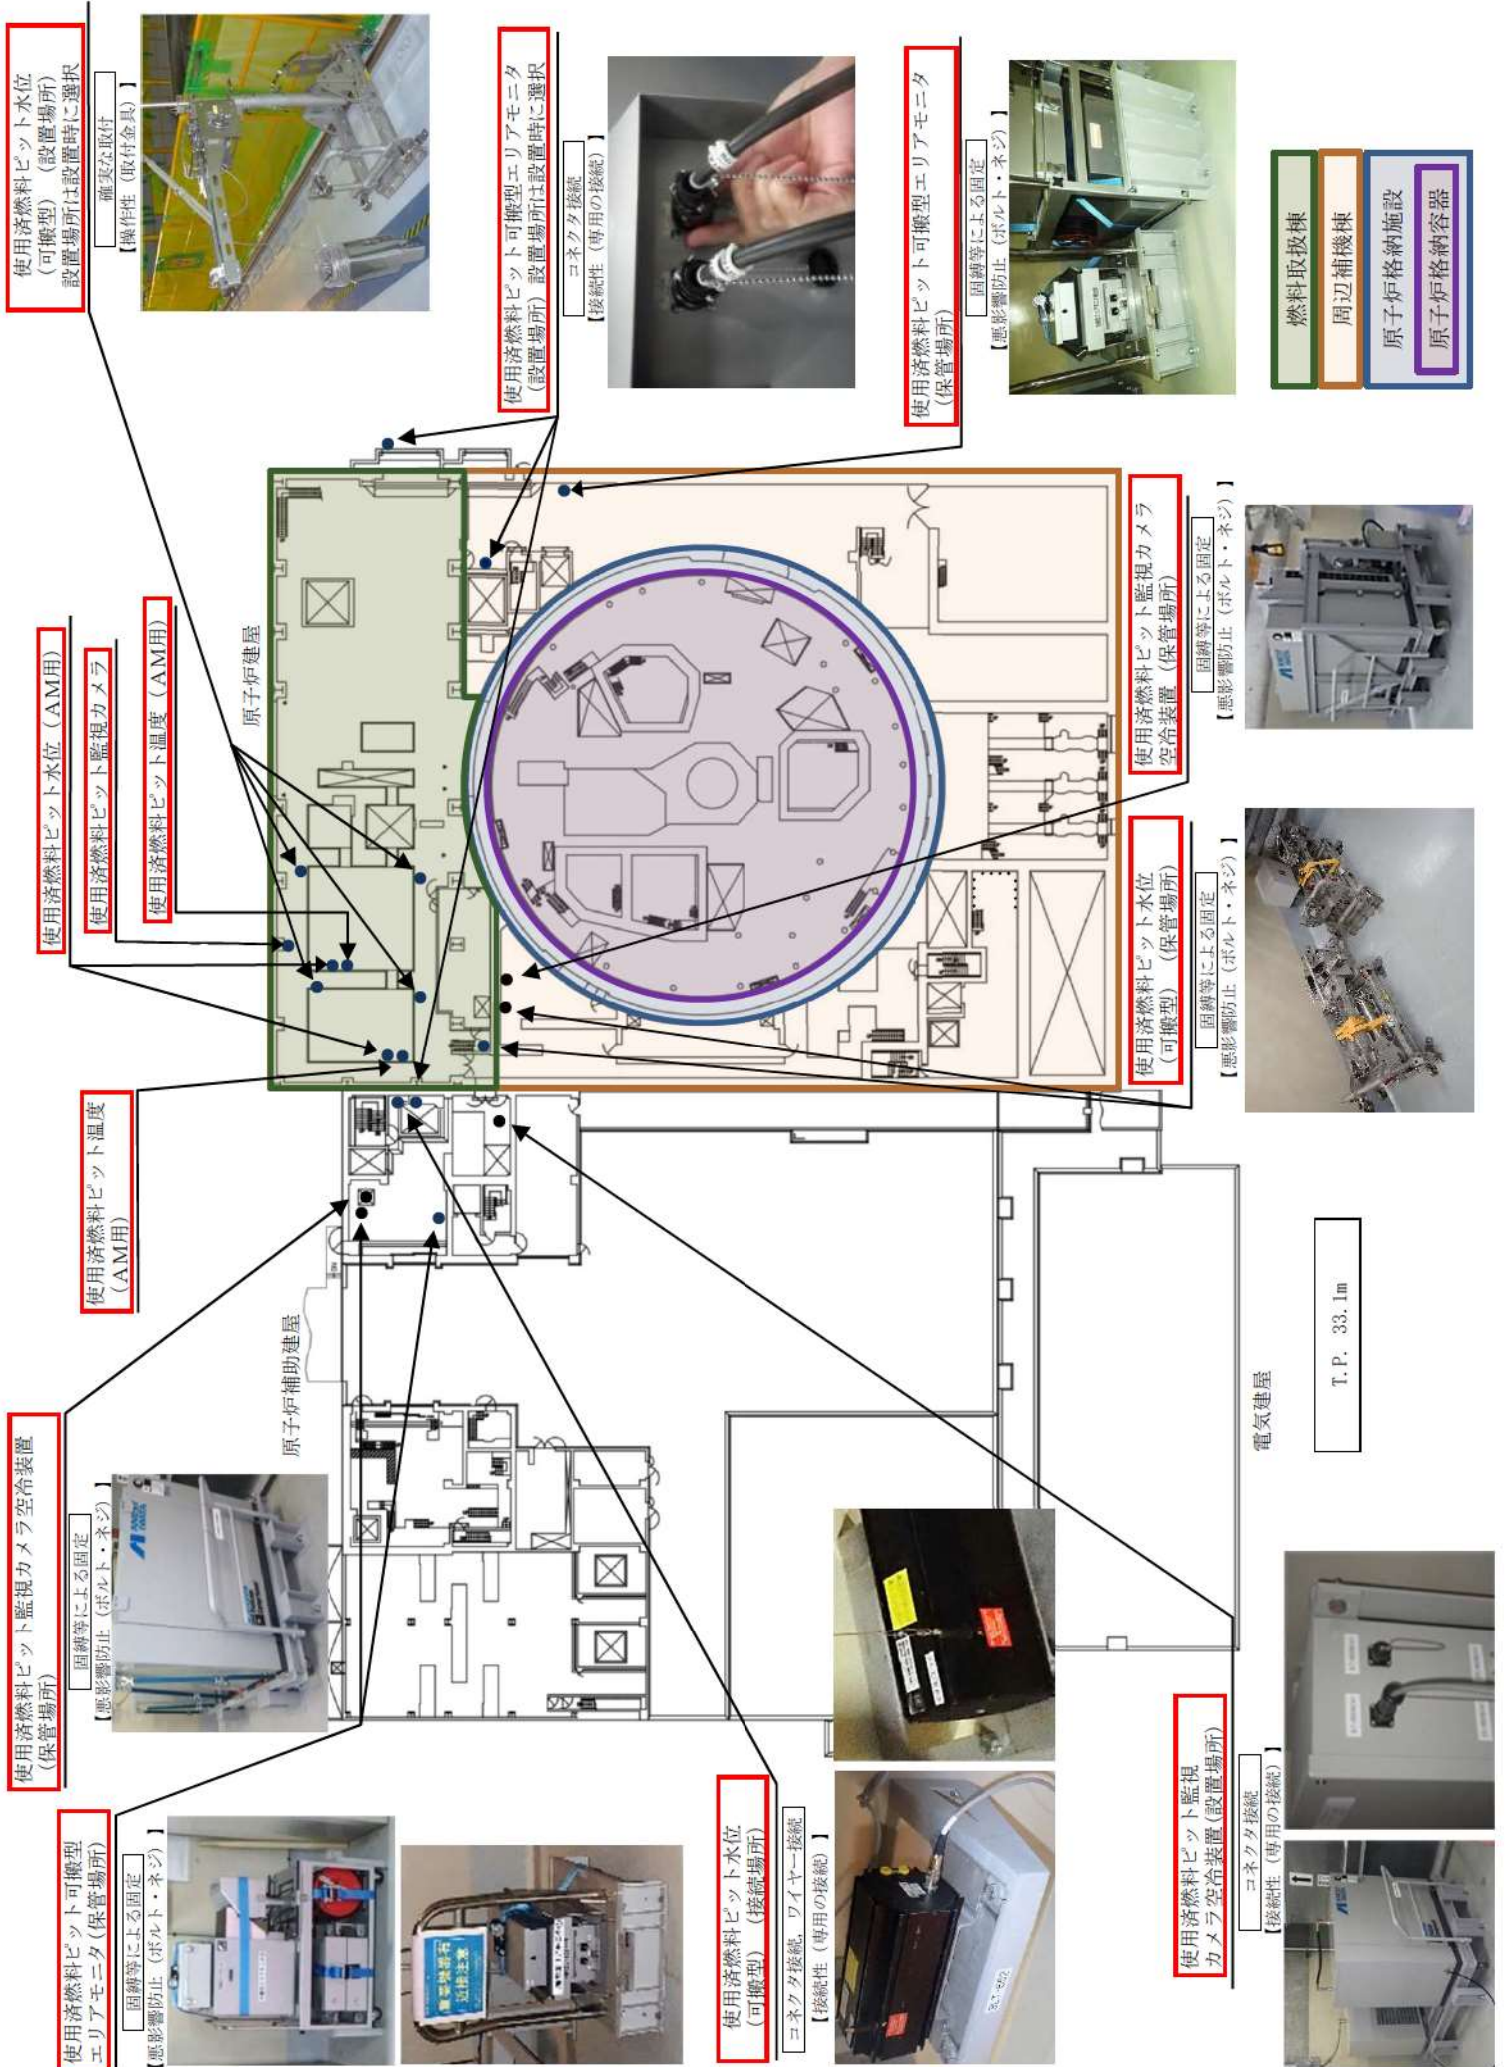 使用済燃料ピット可搬型
エリアモニタ(保管場所)
固縛等による固定
【悪影響防止（ボルト・ネジ）】
使用済燃料ピット監視カメラ空冷装置
(保管場所)
固縛等による固定
【悪影響防止（ボルト・ネジ）】
使用済燃料ピット温度
（AM用）
使用済燃料ピット水位（AM用）
使用済燃料ピット監視カメラ
使用済燃料ピット温度（AM用）
使用済燃料ピット水位
（可搬型）（設置場所）
設置場所は設置時に選択
確実な取付
【操作性（取付金具）】
原子炉補助建屋
原子炉建屋
使用済燃料ピット可搬型エリアモニタ
(設置場所) 設置場所は設置時に選択
コネクタ接続
【接続性（専用の接続）】
重要機器有
近接注意
使用済燃料ピット水位
（可搬型）（接続場所）
コネクタ接続，ワイヤー接続
【接続性（専用の接続）】
使用済燃料ピット可搬型エリアモニタ
(保管場所)
固縛等による固定
【悪影響防止（ボルト・ネジ）】
使用済燃料ピット監視
カメラ空冷装置(設置場所)
コネクタ接続
【接続性（専用の接続）】
電気建屋
T.P. 33.1m
使用済燃料ピット水位
（可搬型）（保管場所）
固縛等による固定
【悪影響防止（ボルト・ネジ）】
使用済燃料ピット監視カメラ
空冷装置（保管場所）
固縛等による固定
【悪影響防止（ボルト・ネジ）】
燃料取扱棟
周辺補機棟
原子炉格納施設
原子炉格納容器